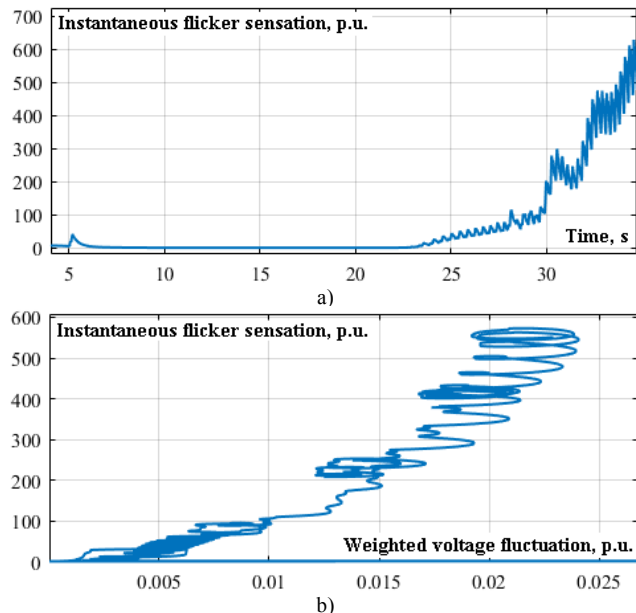 Instantaneous flicker sensation, p.u.
700
600
500
400
300
200
100
0
Time, s
5 10 15 20 25 30
a)
600
Instantaneous flicker sensation, p.u.
500
400
300
200
100
Weighted voltage fluctuation, p.u.
0
0.005 0.01 0.015 0.02 0.025
b)